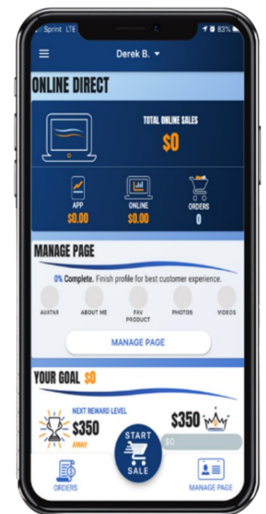 Sprint LTE
83%
Derek B.
ONLINE DIRECT
TOTAL ONLINE SALES
$0
APP
$0.00
ONLINE
$0.00
ORDERS
0
MANAGE PAGE
0% Complete. Finish profile for best customer experience.
AVATAR
ABOUT ME
FAV
PRODUCT
PHOTOS
VIDEOS
MANAGE PAGE
YOUR GOAL $0
NEXT REWARD LEVEL
$350
AWAY
$350
$0
START
SALE
ORDERS
MANAGE PAGE